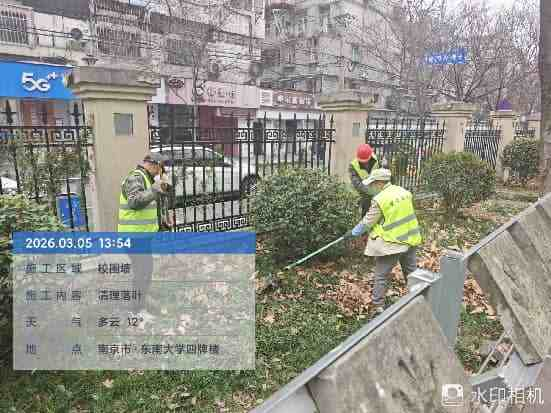 5G+
2026.03.05 13:54
施工区域 校围墙
施工内容 清理落叶
天气 多云 12°
地点 南京市·东南大学四牌楼
水印相机